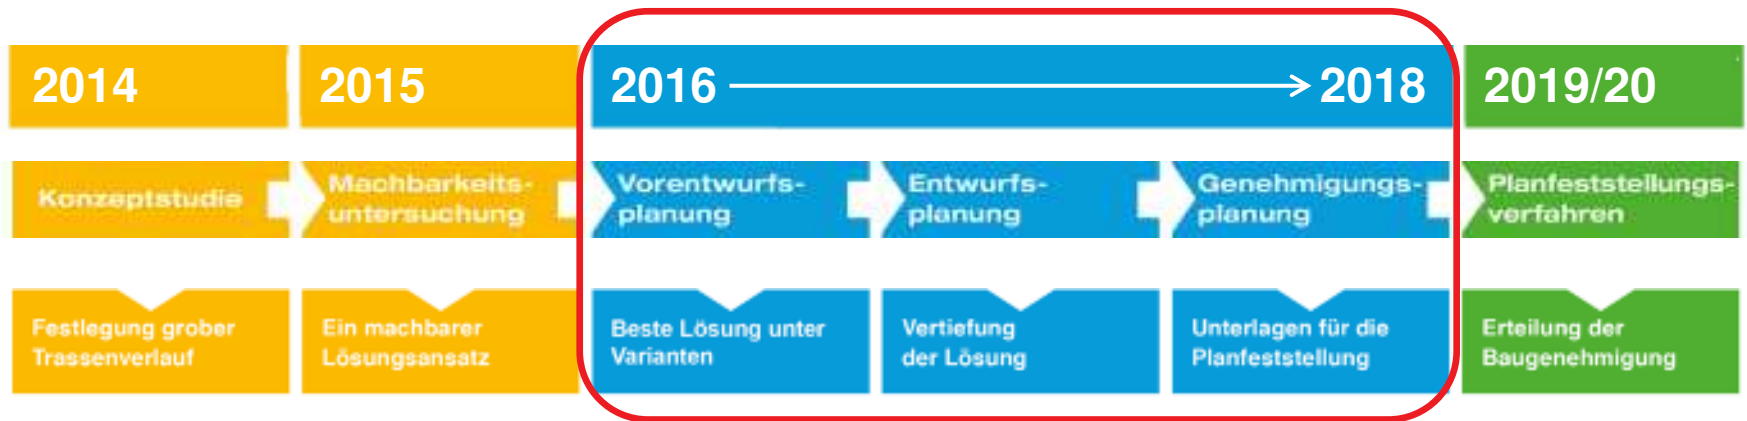 2014
2015
2016
2018
2019/20
Konzeptstudie
Machbarkeits-
untersuchung
Vorentwurfs-
planung
Entwurfs-
planung
Genehmigungs-
planung
Planfeststellungs-
verfahren
Festlegung grober
Trassenverlauf
Ein machbarer
Lösungsansatz
Beste Lösung unter
Varianten
Vertiefung
der Lösung
Unterlagen für die
Planfeststellung
Erteilung der
Baugenehmigung